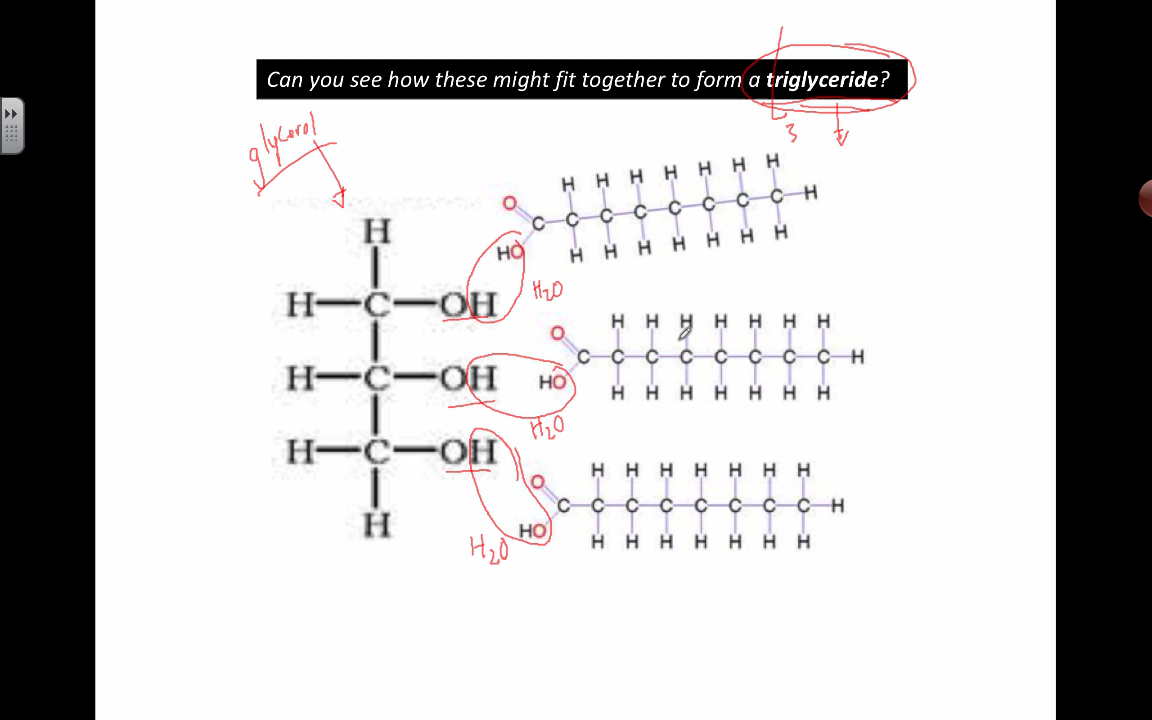 Can you see how these might fit together to form a triglyceride?
3
glycerol
H
H C OH
H C OH
H C OH
H
H H H H H H H
O C C C C C C C C H
HO
H H H H H H H
H2O
H H H H H H H
O C C C C C C C C H
HO
H H H H H H H
H2O
H H H H H H H
O C C C C C C C C H
HO
H H H H H H H
H2O